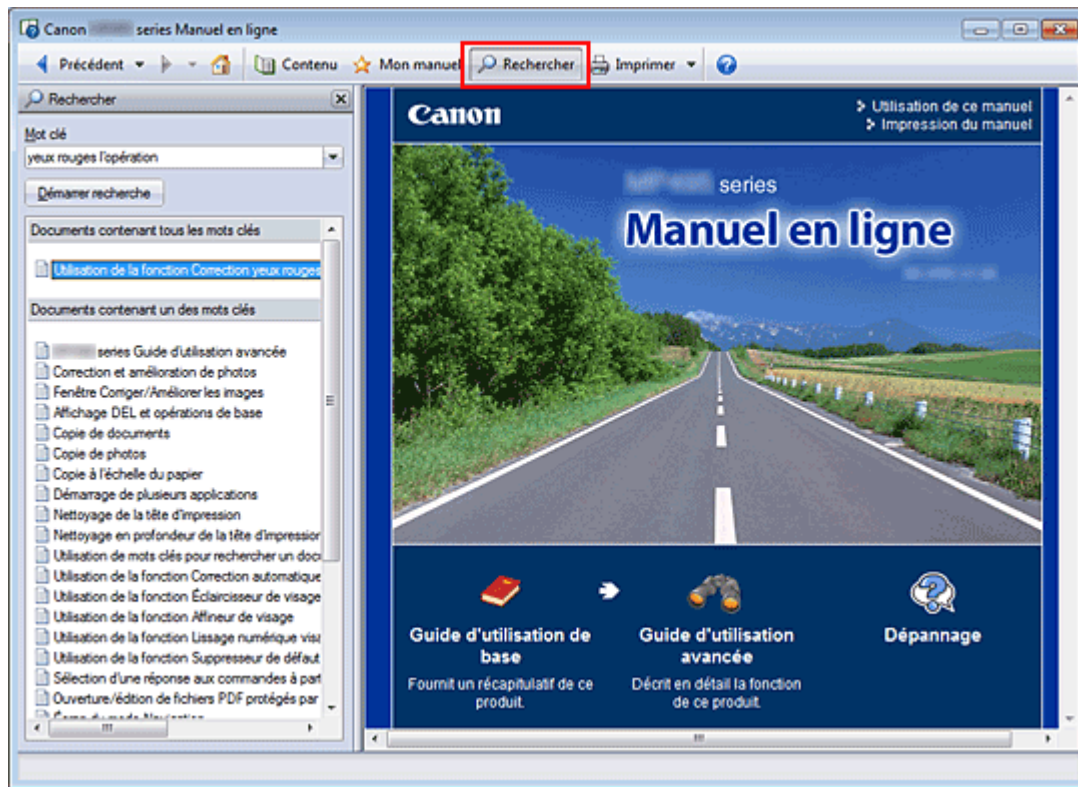 Canon series Manuel en ligne
Précédent
Contenu
Mon manuel
Rechercher
Imprimer
Rechercher
Mot clé
yeux rouges l'opération
Démarrer recherche
Documents contenant tous les mots clés
Utilisation de la fonction Correction yeux rouges
Documents contenant un des mots clés
series Guide d'utilisation avancée
Correction et amélioration de photos
Fenêtre Corriger/Améliorer les images
Affichage DEL et opérations de base
Copie de documents
Copie de photos
Copie à l'échelle du papier
Démarrage de plusieurs applications
Nettoyage de la tête d'impression
Nettoyage en profondeur de la tête d'impression
Utilisation de mots clés pour rechercher un docu
Utilisation de la fonction Correction automatique
Utilisation de la fonction Éclaircisseur de visage
Utilisation de la fonction Affineur de visage
Utilisation de la fonction Lissage numérique visa
Utilisation de la fonction Suppresseur de défaut
Sélection d'une réponse aux commandes à part
Ouverture/édition de fichiers PDF protégés par
Canon
Utilisation de ce manuel
Impression du manuel
series
Manuel en ligne
Guide d'utilisation de
base
Fournit un récapitulatif de ce
produit.
Guide d'utilisation
avancée
Décrit en détail la fonction
de ce produit.
Dépannage